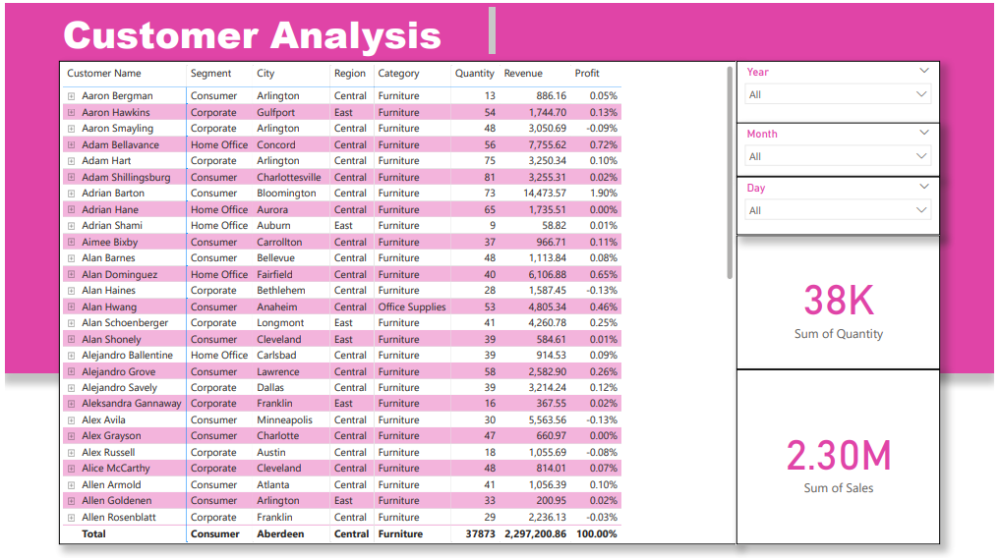 Customer Analysis
Customer Name Segment City Region Category Quantity Revenue Profit
Aaron Bergman Consumer Arlington Central Furniture 13 886.16 0.05%
Aaron Hawkins Corporate Gulfport East Furniture 54 1,744.70 0.13%
Aaron Smayling Corporate Arlington Central Furniture 48 3,050.69 -0.09%
Adam Bellavance Home Office Concord Central Furniture 56 7,755.62 0.72%
Adam Hart Corporate Arlington Central Furniture 75 3,250.34 0.10%
Adam Shillingsburg Consumer Charlottesville Central Furniture 81 3,255.31 0.02%
Adrian Barton Consumer Bloomington Central Furniture 73 14,473.57 1.90%
Adrian Hane Home Office Aurora Central Furniture 65 1,735.51 0.00%
Adrian Shami Home Office Auburn East Furniture 9 58.82 0.01%
Aimee Bixby Consumer Carrollton Central Furniture 37 966.71 0.11%
Alan Barnes Consumer Bellevue Central Furniture 48 1,113.84 0.08%
Alan Dominguez Home Office Fairfield Central Furniture 40 6,106.88 0.65%
Alan Haines Corporate Bethlehem Central Furniture 28 1,587.45 -0.13%
Alan Hwang Consumer Anaheim Central Office Supplies 53 4,805.34 0.46%
Alan Schoenberger Corporate Longmont East Furniture 41 4,260.78 0.25%
Alan Shonely Consumer Cleveland East Furniture 39 584.61 0.01%
Alejandro Ballentine Home Office Carlsbad Central Furniture 39 914.53 0.09%
Alejandro Grove Consumer Lawrence Central Furniture 58 2,582.90 0.26%
Alejandro Savely Corporate Dallas Central Furniture 39 3,214.24 0.12%
Aleksandra Gannaway Corporate Franklin East Furniture 16 367.55 0.02%
Alex Avila Consumer Minneapolis Central Furniture 30 5,563.56 -0.13%
Alex Grayson Consumer Charlotte Central Furniture 47 660.97 0.00%
Alex Russell Corporate Austin Central Furniture 18 1,055.69 -0.08%
Alice McCarthy Corporate Cleveland Central Furniture 48 814.01 0.07%
Allen Armold Consumer Atlanta Central Furniture 41 1,056.39 0.10%
Allen Goldenen Consumer Arlington East Furniture 33 200.95 0.02%
Allen Rosenblatt Corporate Franklin Central Furniture 29 2,236.13 -0.03%
Total Consumer Aberdeen Central Furniture 37873 2,297,200.86 100.00%
Year
All
Month
All
Day
All
38K
Sum of Quantity
2.30M
Sum of Sales